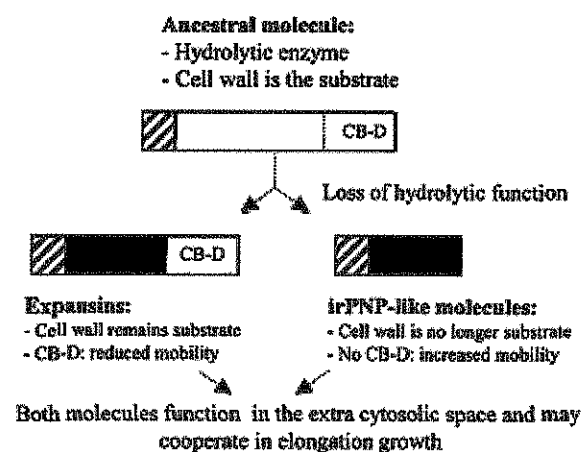 Ancestral molecule:
- Hydrolytic enzyme
- Cell wall is the substrate
CB-D
Loss of hydrolytic function
CB-D
Expansins:
- Cell wall remains substrate
- CB-D: reduced mobility
irPNP-like molecules:
- Cell wall is no longer substrate
- No CB-D: increased mobility
Both molecules function in the extra cytosolic space and may
cooperate in elongation growth